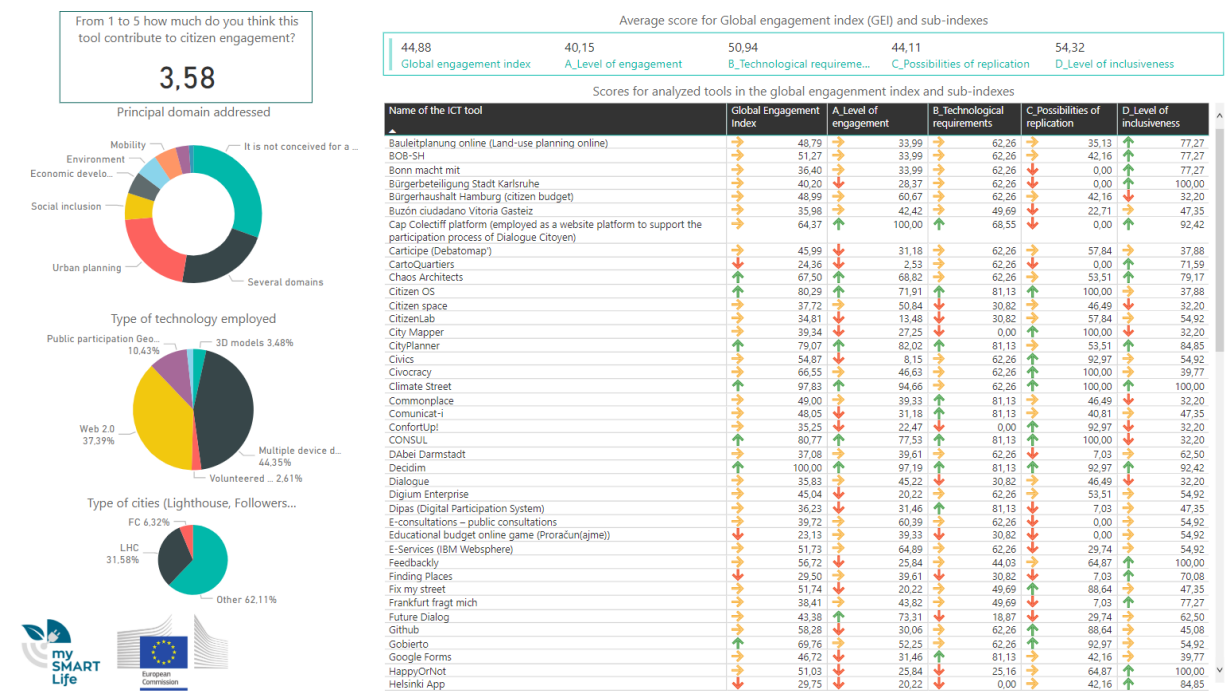 From 1 to 5 how much do you think this
tool contribute to citizen engagement?
3,58
Principal domain addressed
Mobility
It is not conceived for a ...
Environment
Economic develo...
Social inclusion
Urban planning
Several domains
Type of technology employed
Public participation Geo...
10,43%
3D models 3,48%
Web 2.0
37,39%
Multiple device d...
44,35%
Volunteered ... 2,61%
Type of cities (Lighthouse, Followers...
FC 6,32%
LHC
31,58%
Other 62,11%
my
SMART
Life
European
Commission
Average score for Global engagement index (GEI) and sub-indexes
44,88 40,15 50,94 44,11 54,32
Global engagement index A_Level of engagement B_Technological requireme... C_Possibilities of replication D_Level of inclusiveness
Scores for analyzed tools in the global engagenment index and sub-indexes
Name of the ICT tool Global Engagement A_Level of B_Technological C_Possibilities of D_Level of
Index engagement requirements replication inclusiveness
Bauleitplanung online (Land-use planning online) 48,79 33,99 62,26 35,13 77,27
BOB-SH 51,27 33,99 62,26 42,16 77,27
Bonn macht mit 36,40 33,99 62,26 0,00 77,27
Bürgerbeteiligung Stadt Karlsruhe 40,20 28,37 62,26 0,00 100,00
Bürgerhaushalt Hamburg (citizen budget) 48,99 60,67 62,26 42,16 32,20
Buzón ciudadano Vitoria Gasteiz 35,98 42,42 49,69 22,71 47,35
Cap Colectiff platform (employed as a website platform to support the 64,37 100,00 68,55 0,00 92,42
participation process of Dialogue Citoyen)
Carticipe (Debatomap') 45,99 31,18 62,26 57,84 37,88
CartoQuartiers 24,36 2,53 62,26 0,00 71,59
Chaos Architects 67,50 68,82 62,26 53,51 79,17
Citizen OS 80,29 71,91 81,13 100,00 37,88
Citizen space 37,72 50,84 30,82 46,49 32,20
CitizenLab 34,81 13,48 30,82 57,84 54,92
City Mapper 39,34 27,25 0,00 100,00 32,20
CityPlanner 79,07 82,02 81,13 53,51 84,85
Civics 54,87 8,15 62,26 92,97 54,92
Civocracy 66,55 46,63 62,26 100,00 39,77
Climate Street 97,83 94,66 62,26 100,00 100,00
Commonplace 49,00 39,33 81,13 46,49 32,20
Comunicat-i 48,05 31,18 81,13 40,81 47,35
ConfortUp! 35,25 22,47 0,00 92,97 32,20
CONSUL 80,77 77,53 81,13 100,00 32,20
DAbei Darmstadt 37,08 39,61 62,26 7,03 62,50
Decidim 100,00 97,19 81,13 92,97 92,42
Dialogue 35,83 45,22 30,82 46,49 32,20
Digium Enterprise 45,04 20,22 62,26 53,51 54,92
Dipas (Digital Participation System) 36,23 31,46 81,13 7,03 47,35
E-consultations – public consultations 39,72 60,39 62,26 0,00 54,92
Educational budget online game (Proračun(ajme)) 23,13 39,33 30,82 0,00 54,92
E-Services (IBM Websphere) 51,73 64,89 62,26 29,74 54,92
Feedbackly 56,72 25,84 44,03 64,87 100,00
Finding Places 29,50 39,61 30,82 7,03 70,08
Fix my street 51,74 20,22 49,69 88,64 47,35
Frankfurt fragt mich 38,41 43,82 49,69 7,03 77,27
Future Dialog 43,38 73,31 18,87 29,74 62,50
Github 58,28 30,06 62,26 88,64 45,08
Gobierto 69,76 52,25 62,26 92,97 54,92
Google Forms 46,72 31,46 81,13 42,16 39,77
HappyOrNot 51,03 25,84 25,16 64,87 100,00
Helsinki App 29,75 20,22 0,00 42,16 84,85